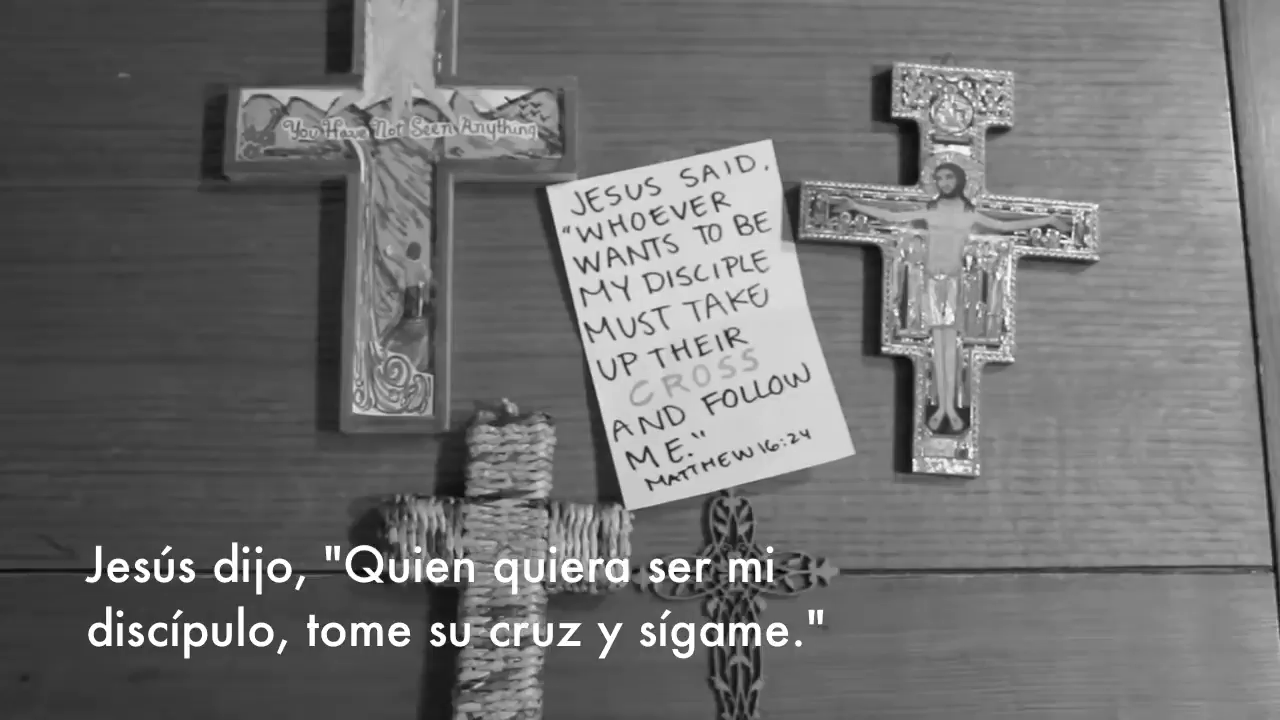 You Have Not Seen Anything
JESUS SAID,
"WHOEVER
WANTS TO BE
MY DISCIPLE
MUST TAKE
UP THEIR
CROSS
AND FOLLOW
ME."
MATTHEW 16:24
Jesús dijo, "Quien quiera ser mi
discípulo, tome su cruz y sígame."